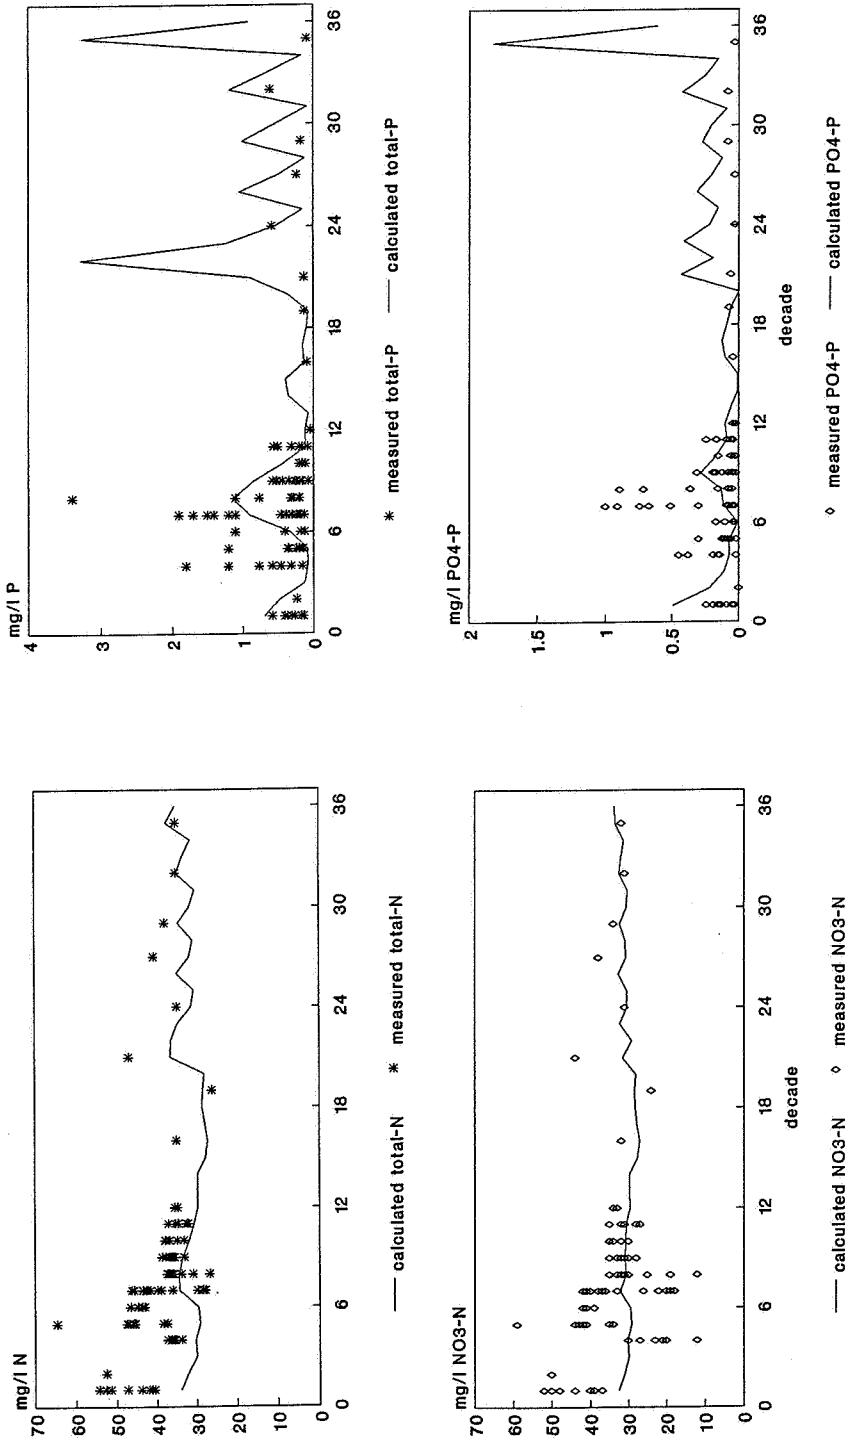 mg/l N
70
60
50
40
30
20
10
0
0 6 12 18 24 30 36
calculated total-N measured total-N
mg/l P
4
3
2
1
0
0 6 12 18 24 30 36
measured total-P calculated total-P
mg/l NO3-N
70
60
50
40
30
20
10
0
0 6 12 18 24 30 36
decade
calculated NO3-N measured NO3-N
mg/l PO4-P
2
1.5
1
0.5
0
0 6 12 18 24 30 36
decade
measured PO4-P calculated PO4-P